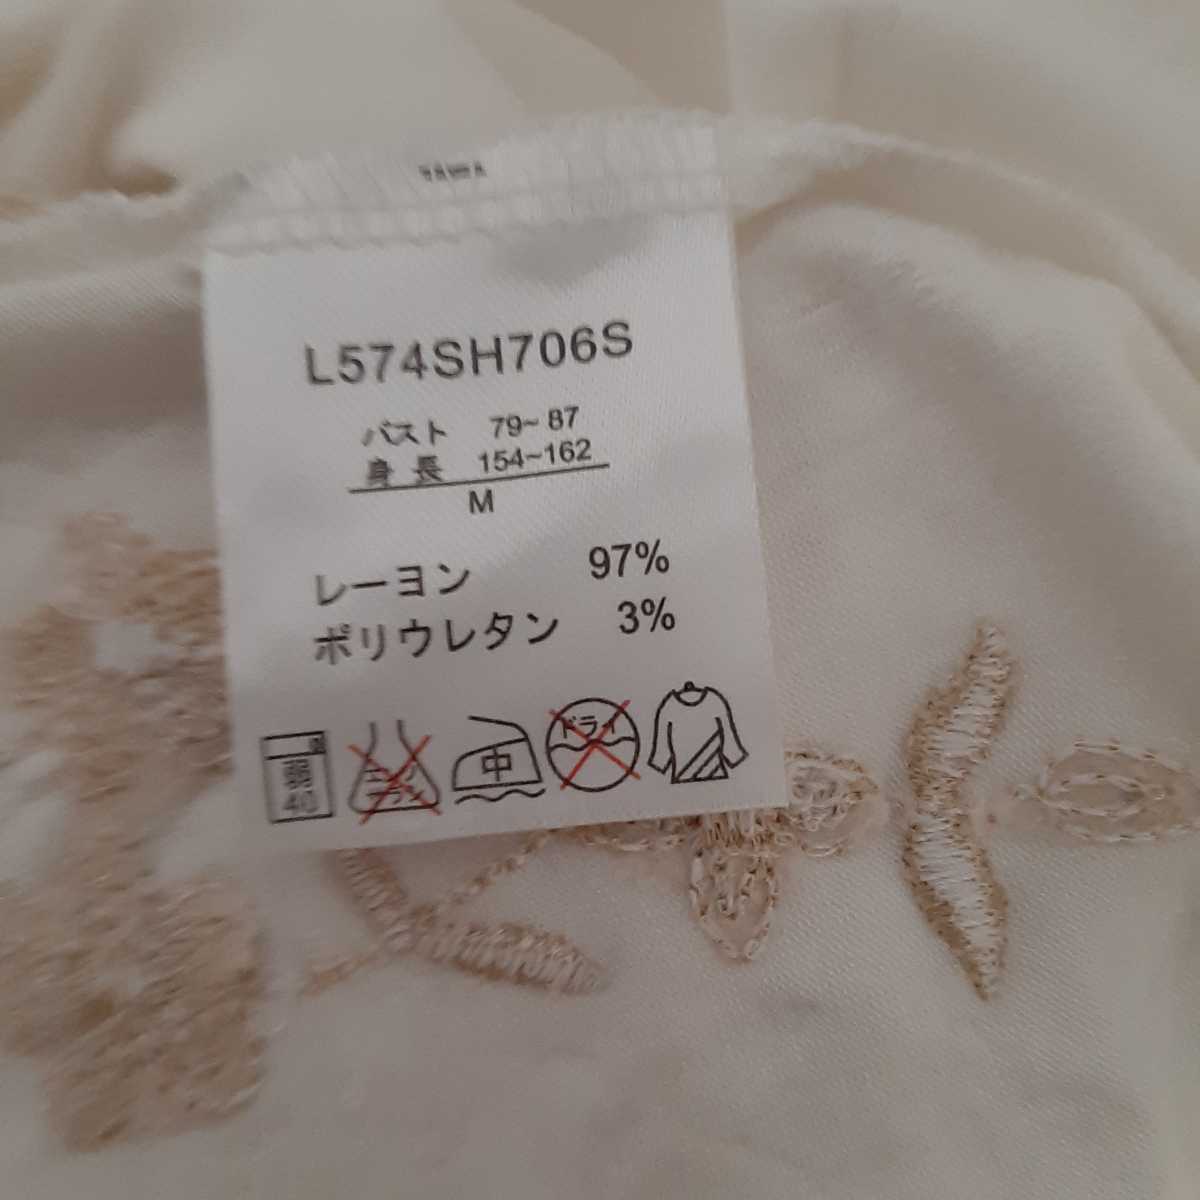 L574SH706S
バスト 79~87
身長 154~162
M
レーヨン 97%
ポリウレタン 3%
弱
40
中
ドライ